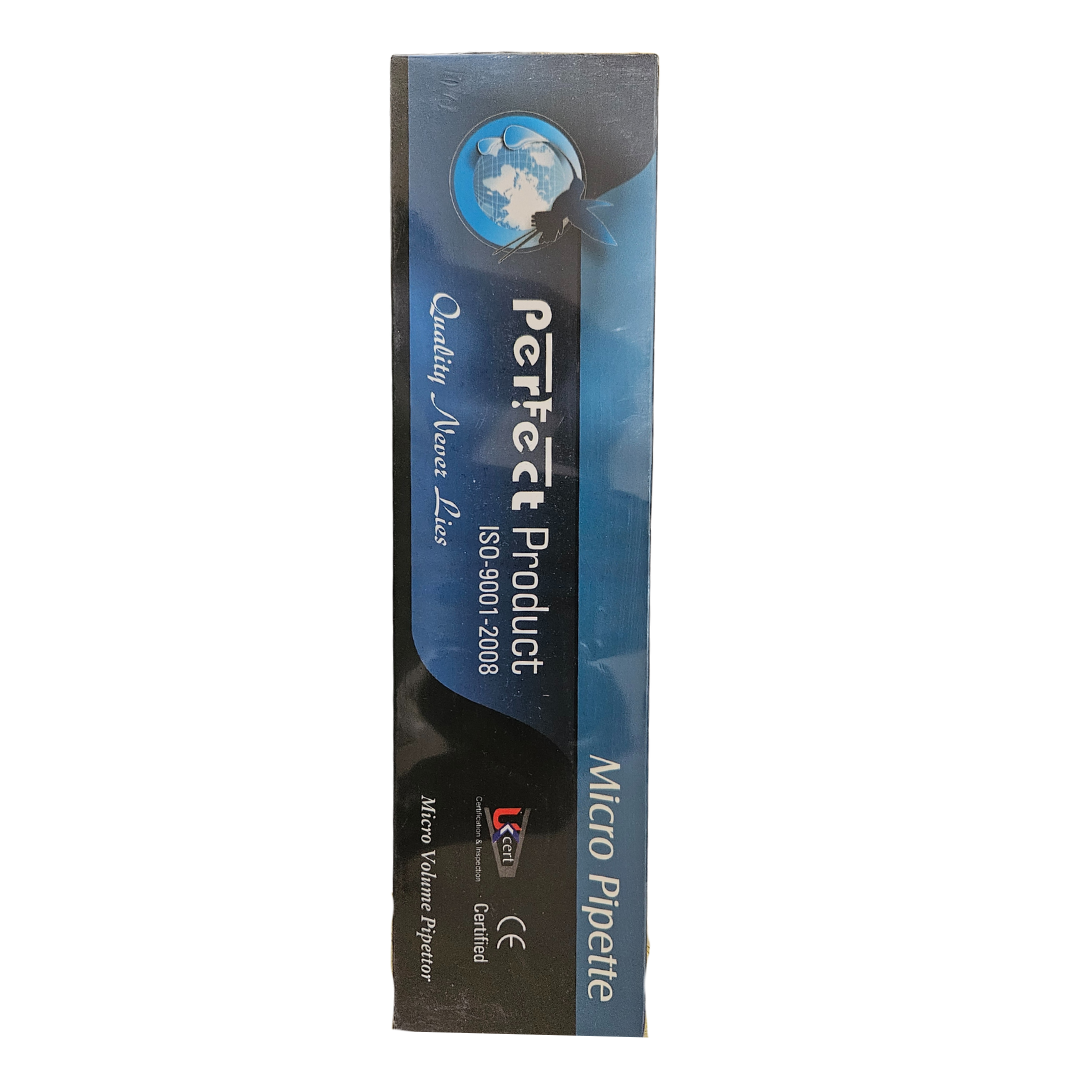 Micro Pipette
Perfect Product
ISO-9001-2008
Quality Never Lies
UKcert
Certification & Inspection
CE
Certified
Micro Volume Pipettor